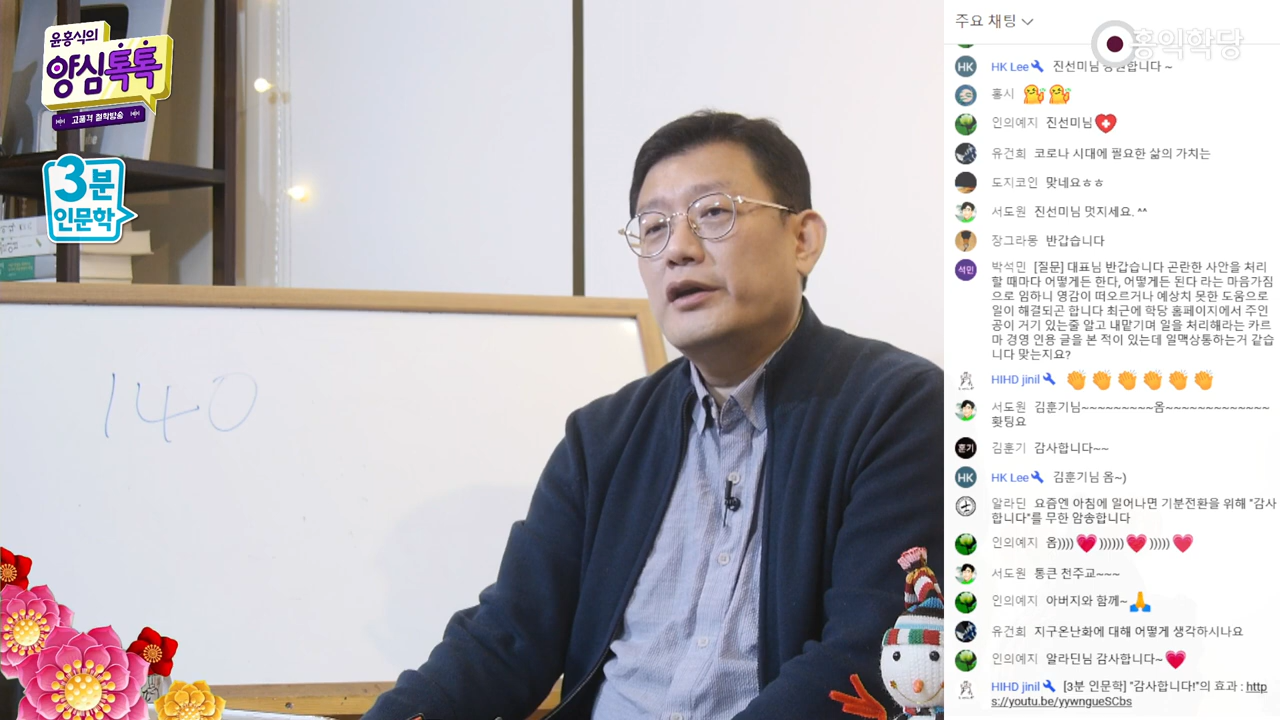 윤홍식의
양심톡톡
고품격 철학방송
3분
인문학
140
주요 채팅
홍익학당
HK
HK Lee 진선미님 응원합니다 ~
홍시
인의예지 진선미님
유건희 코로나 시대에 필요한 삶의 가치는
도지코인 맞네요ㅎㅎ
서도원 진선미님 멋지세요. ^^
장그라몽 반갑습니다
석민
박석민 [질문] 대표님 반갑습니다 곤란한 사안을 처리
할 때마다 어떻게든 한다, 어떻게든 된다 라는 마음가짐
으로 임하니 영감이 떠오르거나 예상치 못한 도움으로
일이 해결되곤 합니다 최근에 학당 홈페이지에서 주인
공이 거기 있는줄 알고 내맡기며 일을 처리해라는 카르
마 경영 인용 글을 본 적이 있는데 일맥상통하는거 같습
니다 맞는지요?
HIHD jinil
서도원 김훈기님~~~~~~~~~옴~~~~~~~~~~~~~
홧팅요
훈기
김훈기 감사합니다~~
HK
HK Lee 김훈기님 옴~)
알라딘 요즘엔 아침에 일어나면 기분전환을 위해 "감사
합니다"를 무한 암송합니다
인의예지 옴)))) )))))) )))))
서도원 통큰 천주교~~~
인의예지 아버지와 함께~
유건희 지구온난화에 대해 어떻게 생각하시나요
인의예지 알라딘님 감사합니다~
HIHD jinil [3분 인문학] "감사합니다!"의 효과 : http
s://youtu.be/yywngueSCbs